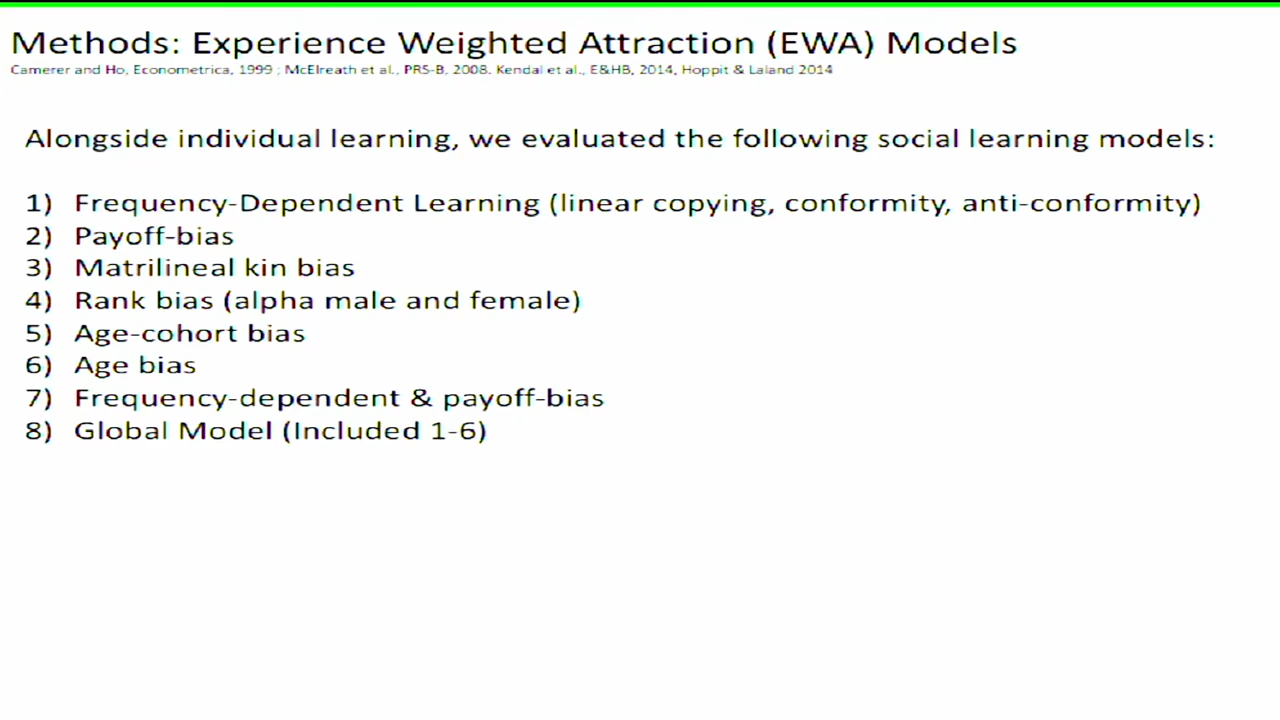 Methods: Experience Weighted Attraction (EWA) Models
Camerer and Ho, Econometrica, 1999 ; McElreath et al., PRS-B, 2008. Kendal et al., E&HB, 2014, Hoppit & Laland 2014
Alongside individual learning, we evaluated the following social learning models:
1) Frequency-Dependent Learning (linear copying, conformity, anti-conformity)
2) Payoff-bias
3) Matrilineal kin bias
4) Rank bias (alpha male and female)
5) Age-cohort bias
6) Age bias
7) Frequency-dependent & payoff-bias
8) Global Model (Included 1-6)